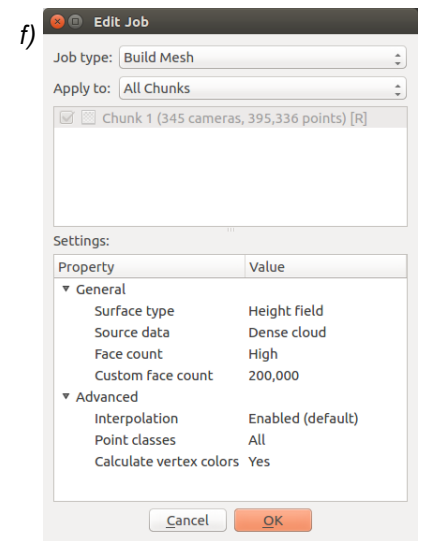 f)
Edit Job
Job type: Build Mesh
Apply to: All Chunks
Chunk 1 (345 cameras, 395,336 points) [R]
Settings:
Property Value
General
Surface type Height field
Source data Dense cloud
Face count High
Custom face count 200,000
Advanced
Interpolation Enabled (default)
Point classes All
Calculate vertex colors Yes
Cancel OK